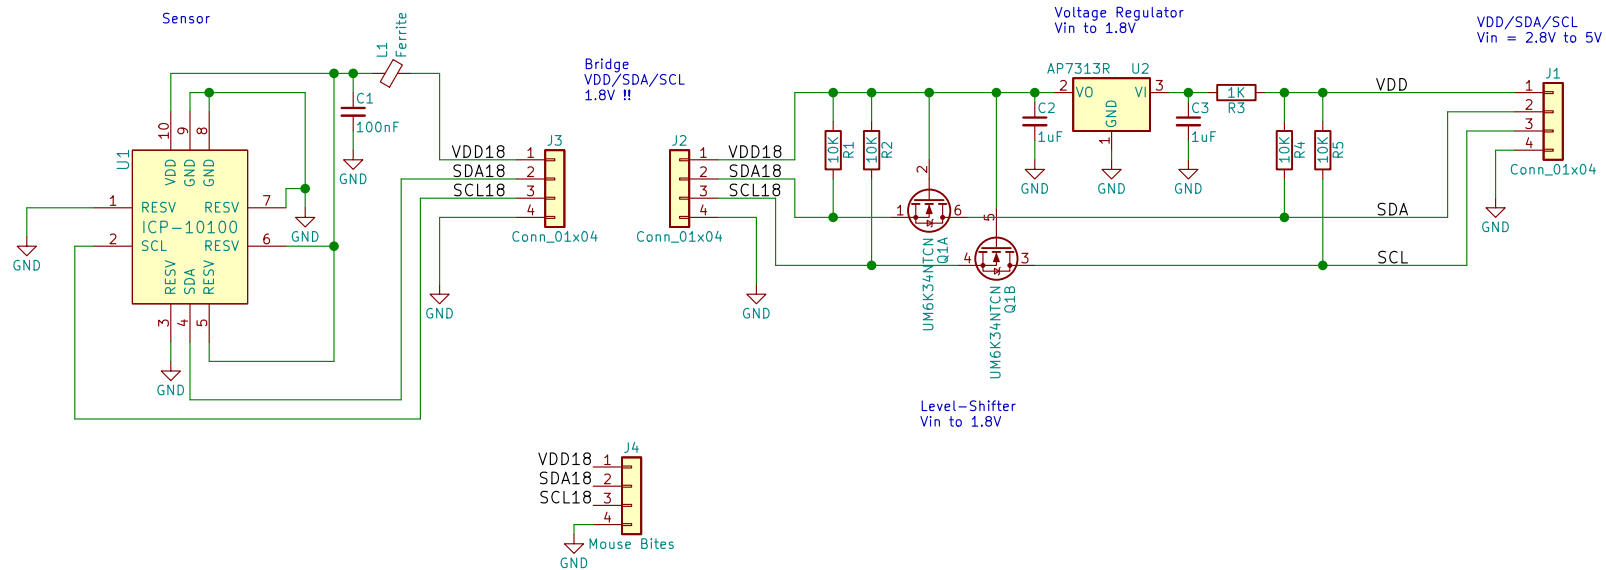 Sensor
L1
Ferrite
C1
100nF
GND
U1
10
9
8
VDD
GND
GND
1
RESV
RESV
7
ICP-10100
2
SCL
RESV
6
RESV
SDA
RESV
3
4
5
GND
GND
GND
Bridge
VDD/SDA/SCL
1.8V !!
J3
VDD18
1
SDA18
2
SCL18
3
4
Conn_01x04
GND
J2
1
VDD18
2
SDA18
3
SCL18
4
Conn_01x04
GND
Voltage Regulator
Vin to 1.8V
AP7313R
U2
2
VO
VI
3
GND
1
GND
C2
1uF
GND
C3
1uF
GND
1K
R3
10K
R1
10K
R2
10K
R4
10K
R5
2
1
6
UM6K34NTCN
Q1A
5
4
3
UM6K34NTCN
Q1B
Level-Shifter
Vin to 1.8V
VDD/SDA/SCL
Vin = 2.8V to 5V
J1
VDD
1
2
3
4
Conn_01x04
SDA
SCL
GND
J4
VDD18
1
SDA18
2
SCL18
3
4
Mouse Bites
GND